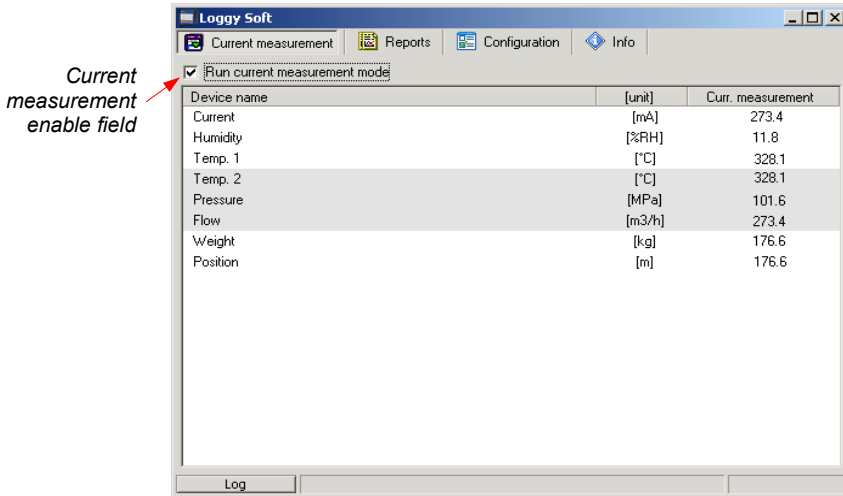 Loggy Soft
Current measurement Reports Configuration Info
Current
measurement
enable field
Run current measurement mode
Device name [unit] Curr. measurement
Current [mA] 273.4
Humidity [%RH] 11.8
Temp. 1 [°C] 328.1
Temp. 2 [°C] 328.1
Pressure [MPa] 101.6
Flow [m3/h] 273.4
Weight [kg] 176.6
Position [m] 176.6
Log